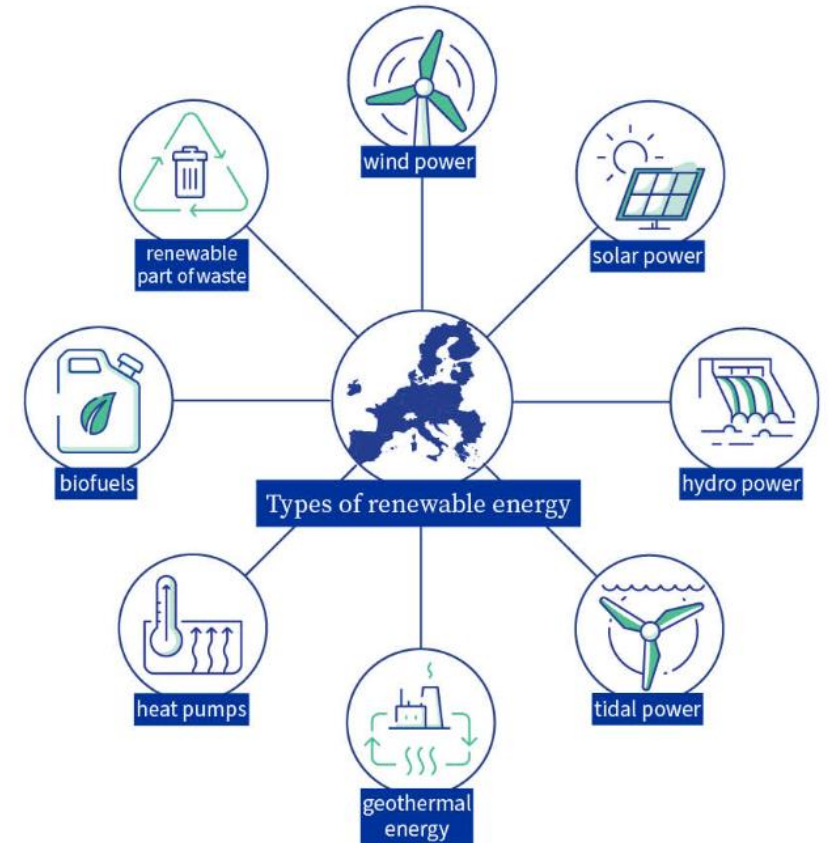 wind power
solar power
renewable
part of waste
hydro power
biofuels
Types of renewable energy
tidal power
heat pumps
geothermal
energy